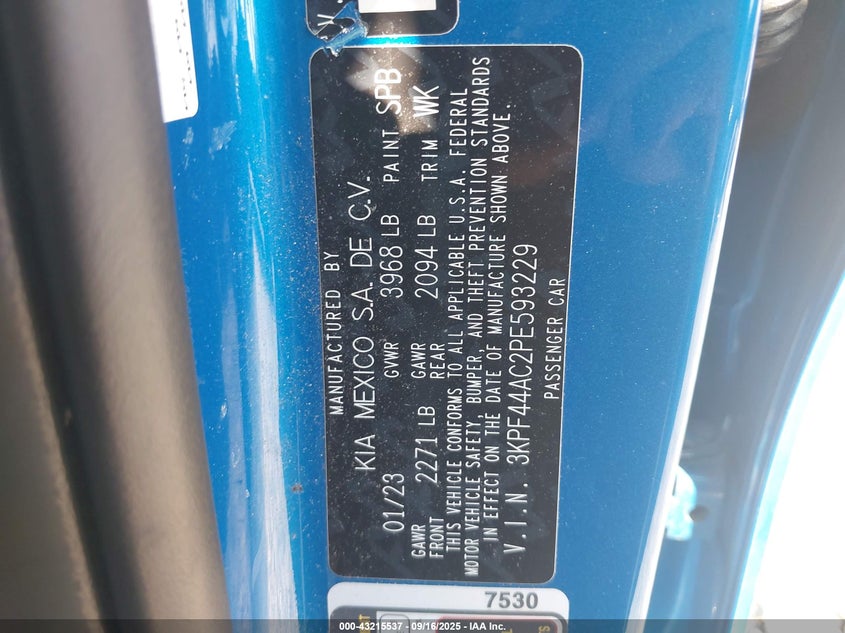 MANUFACTURED BY
KIA MEXICO S.A. DE C.V.
01/23 GVWR 3968 LB PAINT SPB
GAWR FRONT 2271 LB GAWR REAR 2094 LB TRIM WK
THIS VEHICLE CONFORMS TO ALL APPLICABLE U.S.A. FEDERAL
MOTOR VEHICLE SAFETY, BUMPER, AND THEFT PREVENTION STANDARDS
IN EFFECT ON THE DATE OF MANUFACTURE SHOWN ABOVE.
V.I.N. 3KPF44AC2PE593229
PASSENGER CAR
7530
000-43215537 - 09/16/2025 - IAA Inc.